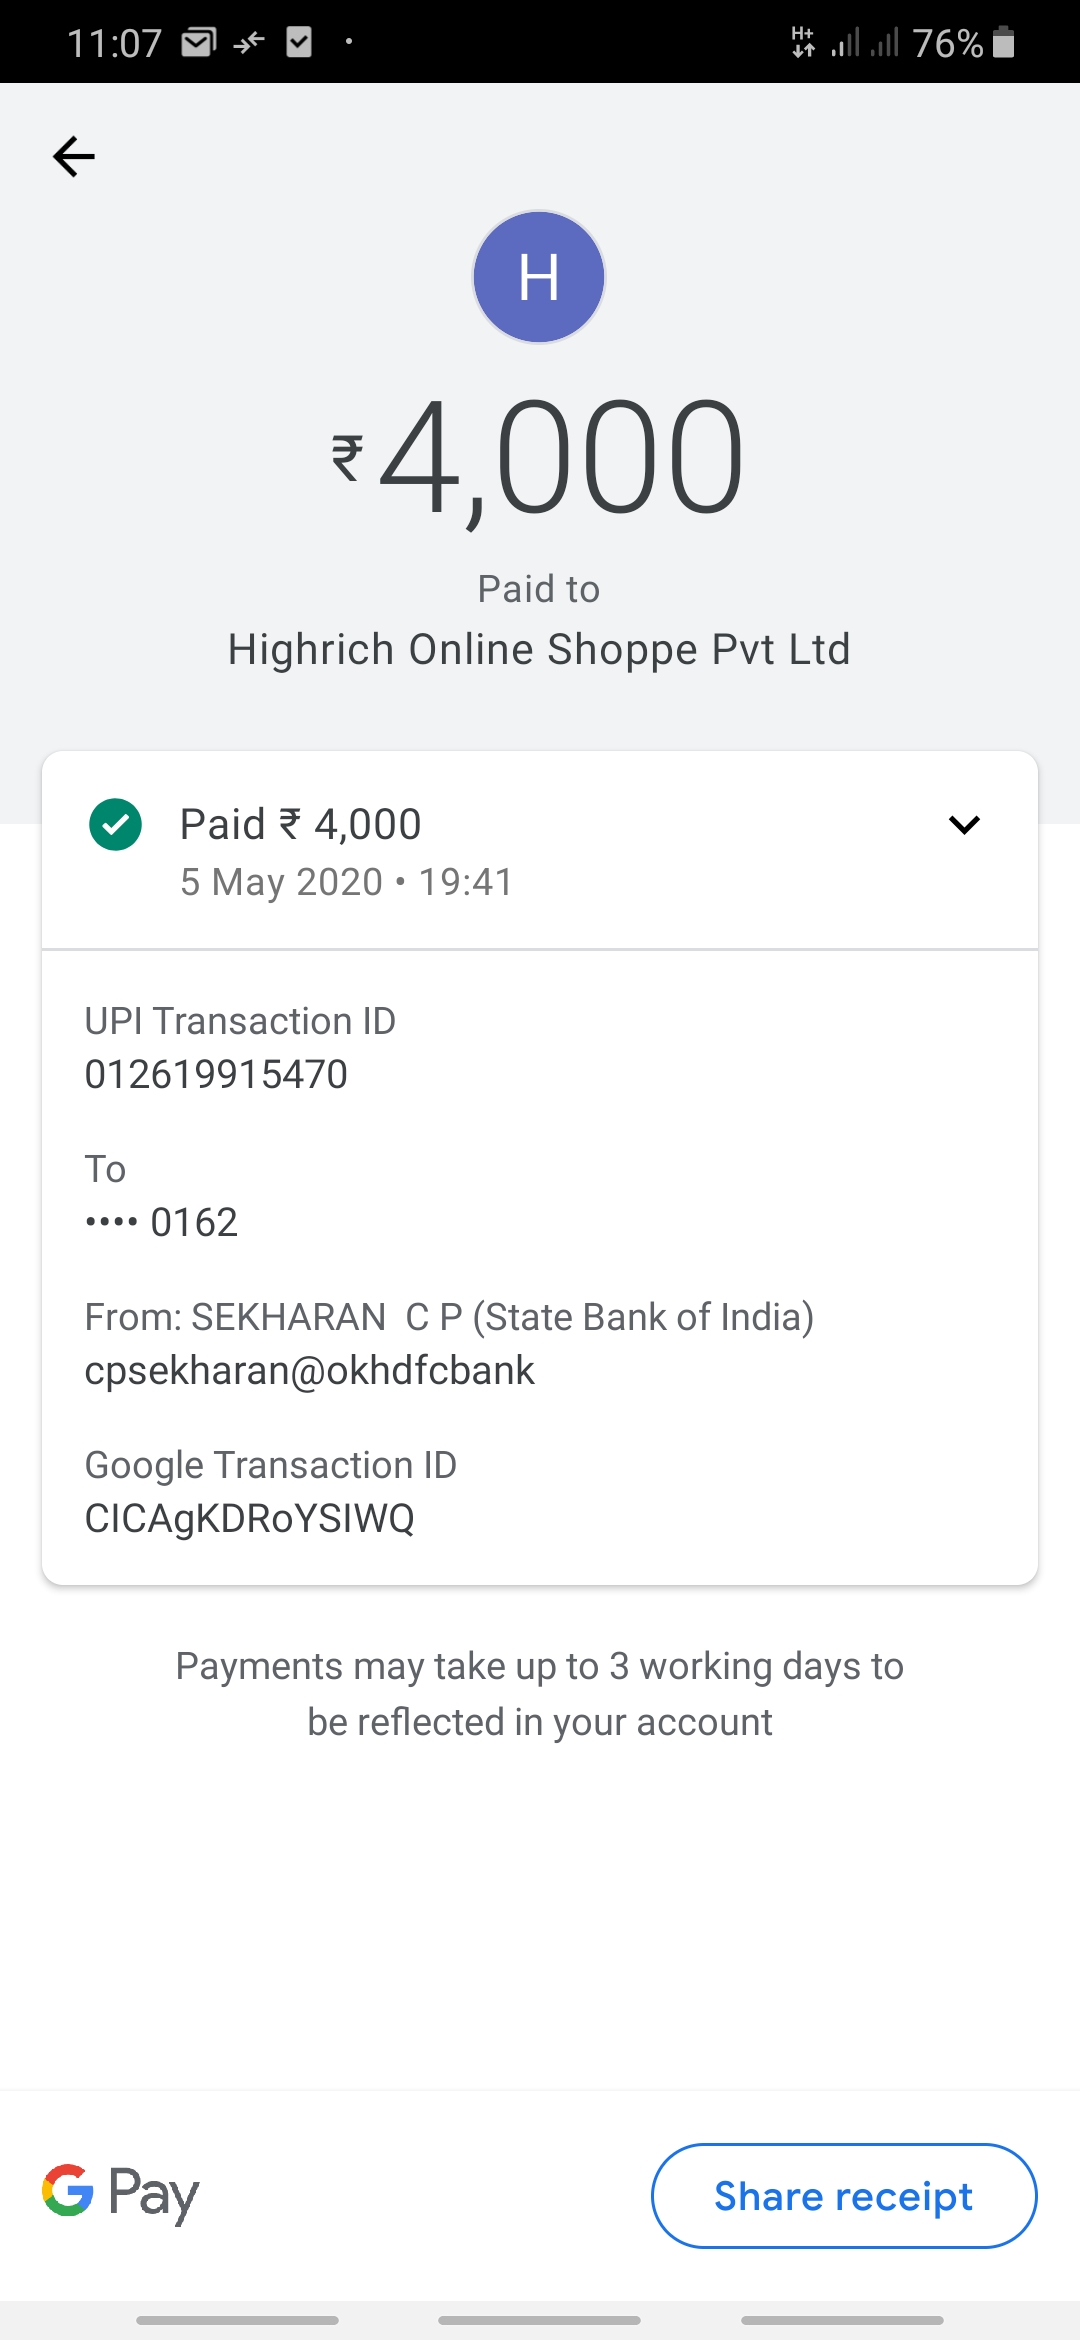 11:07
H+
76%
H
₹4,000
Paid to
Highrich Online Shoppe Pvt Ltd
Paid ₹ 4,000
5 May 2020 • 19:41
UPI Transaction ID
012619915470
To
•••• 0162
From: SEKHARAN  C P (State Bank of India)
cpsekharan@okhdfcbank
Google Transaction ID
CICAgKDRoYSIWQ
Payments may take up to 3 working days to
be reflected in your account
G Pay
Share receipt